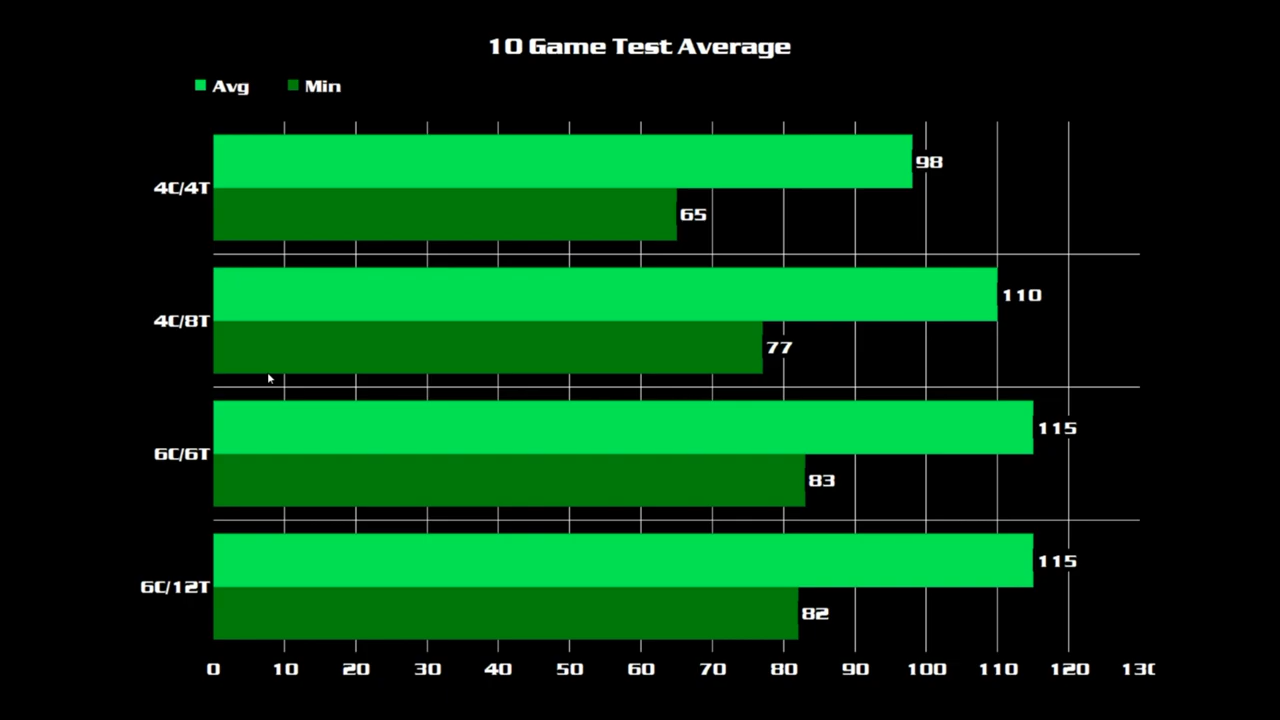 10 Game Test Average
Avg Min
4C/4T
98
65
4C/8T
110
77
6C/6T
115
83
6C/12T
115
82
0 10 20 30 40 50 60 70 80 90 100 110 120